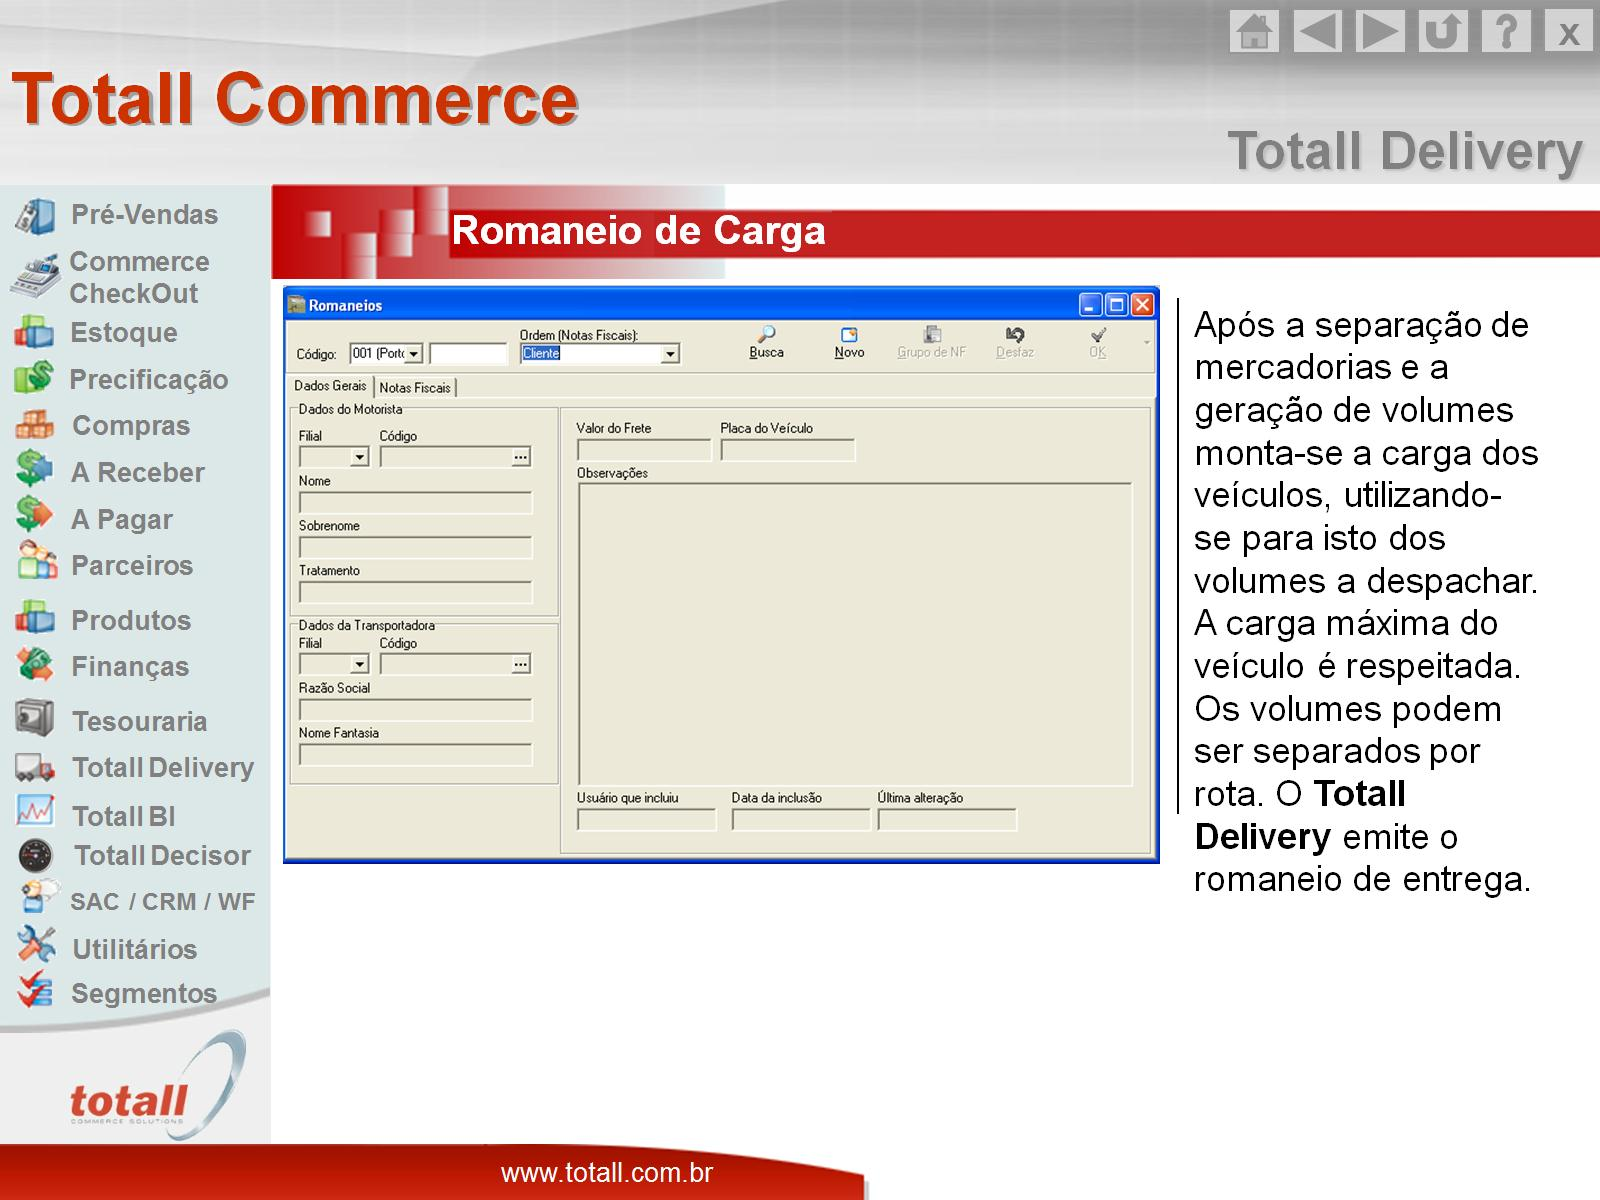 x
?
Totall Commerce
Totall Delivery
Pré-Vendas
Commerce
CheckOut
Estoque
Precificação
Compras
A Receber
A Pagar
Parceiros
Produtos
Finanças
Tesouraria
Totall Delivery
Totall BI
Totall Decisor
SAC / CRM / WF
Utilitários
Segmentos
totall
COMMERCE SOLUTIONS
Romaneio de Carga
Romaneios
Código:
001 (Porto
Ordem (Notas Fiscais):
Cliente
Busca
Novo
Grupo de NF
Desfaz
OK
Dados Gerais
Notas Fiscais
Dados do Motorista
Filial
Código
Nome
Sobrenome
Tratamento
Dados da Transportadora
Filial
Código
Razão Social
Nome Fantasia
Valor do Frete
Placa do Veículo
Observações
Usuário que incluiu
Data da inclusão
Última alteração
Após a separação de
mercadorias e a
geração de volumes
monta-se a carga dos
veículos, utilizando-
se para isto dos
volumes a despachar.
A carga máxima do
veículo é respeitada.
Os volumes podem
ser separados por
rota. O Totall
Delivery emite o
romaneio de entrega.
www.totall.com.br